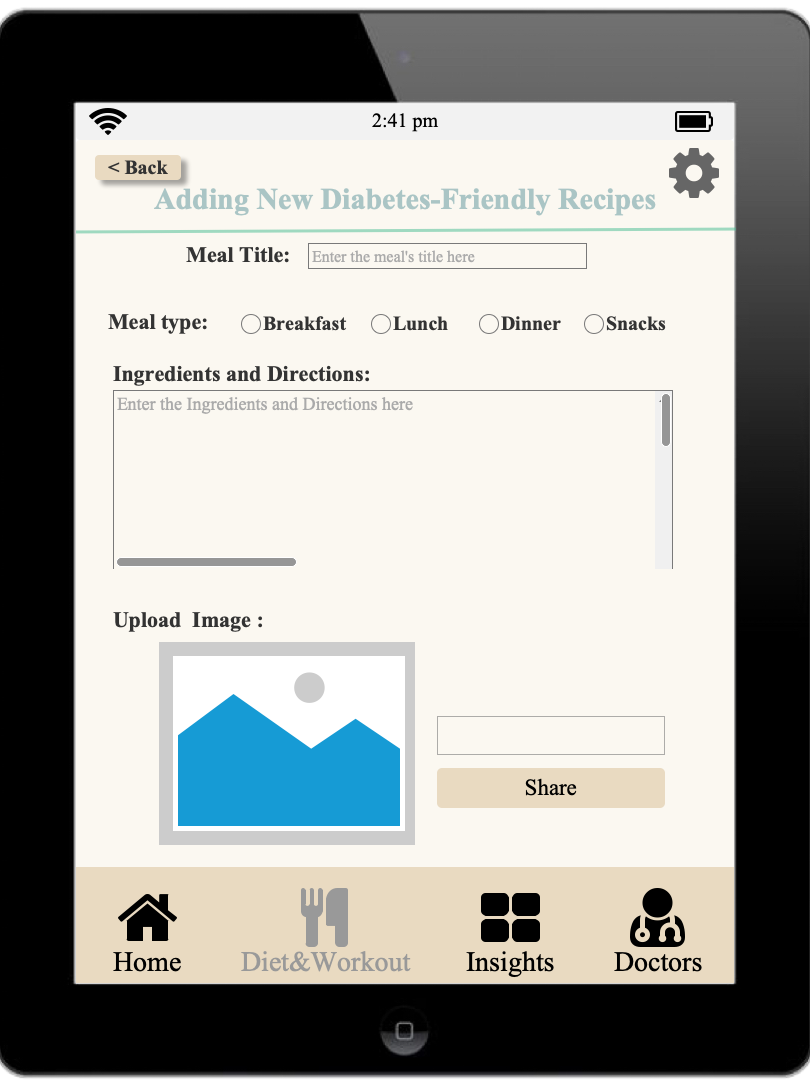 2:41 pm
< Back
Adding New Diabetes-Friendly Recipes
Meal Title: Enter the meal's title here
Meal type: Breakfast Lunch Dinner Snacks
Ingredients and Directions:
Enter the Ingredients and Directions here
Upload Image :
Share
Home Diet&Workout Insights Doctors